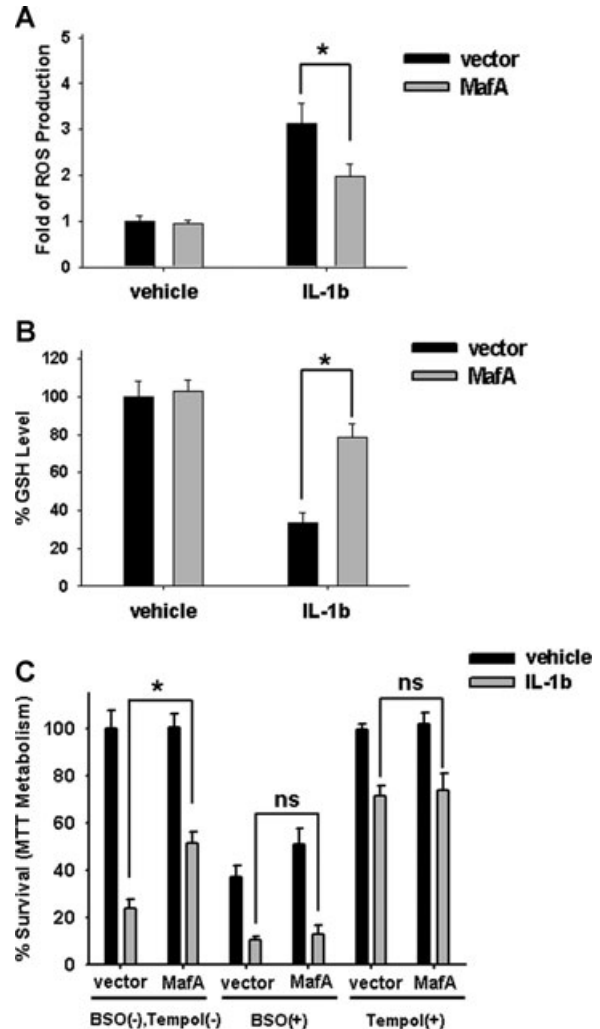 A
5
4
3
2
1
0
Fold of ROS Production
*
vector
MafA
vehicle IL-1b
B
120
100
80
60
40
20
0
% GSH Level
*
vector
MafA
vehicle IL-1b
C
vehicle
IL-1b
100
80
60
40
20
0
% Survival (MTT Metabolism)
*
ns
ns
vector MafA vector MafA vector MafA
BSO(-),Tempol(-) BSO(+) Tempol(+)